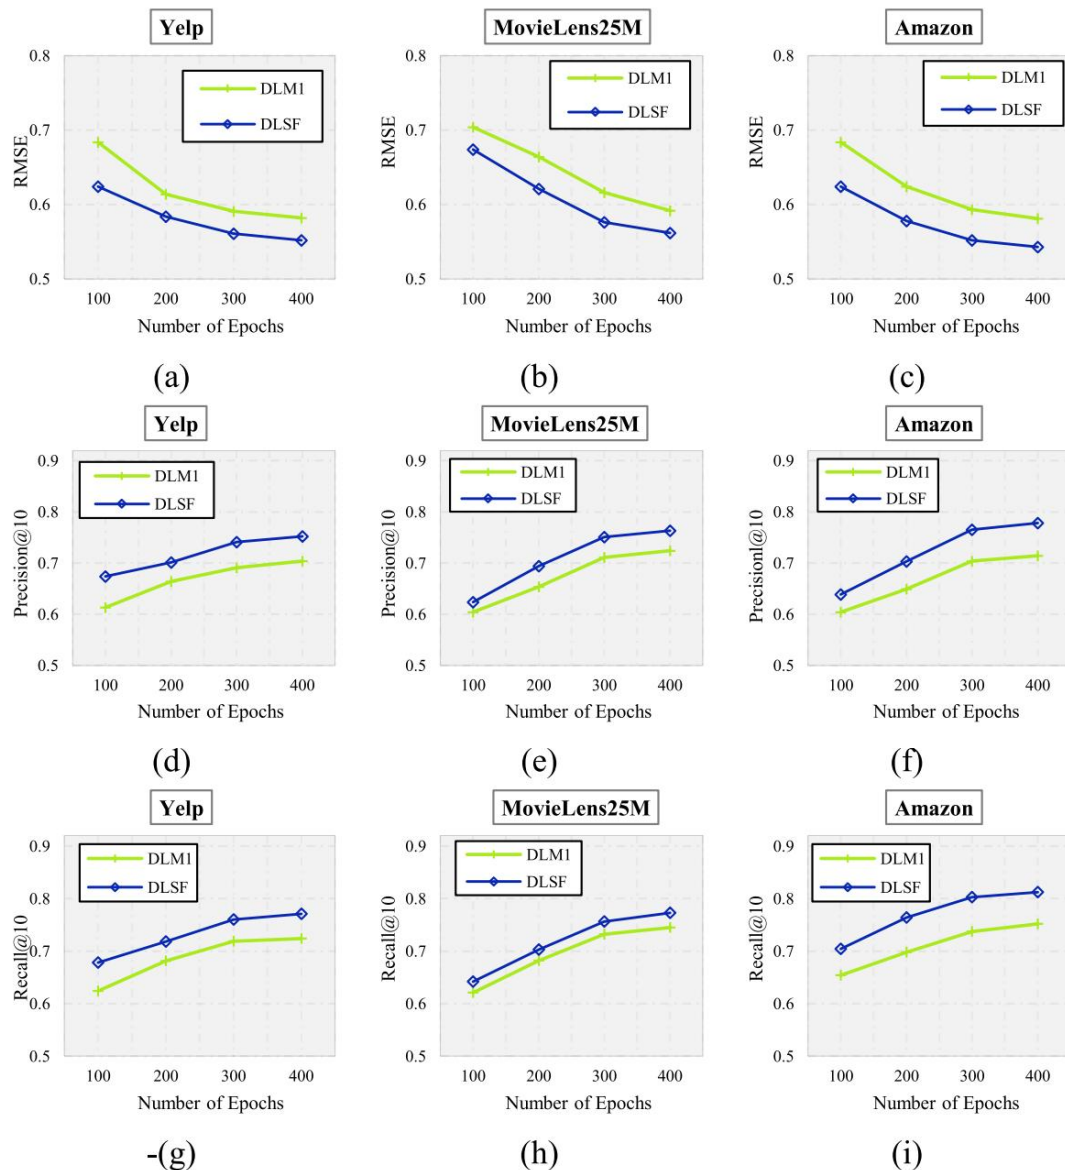 Yelp
0.8
0.7
0.6
0.5
RMSE
DLM1
DLSF
100 200 300 400
Number of Epochs
(a)
MovieLens25M
0.8
0.7
0.6
0.5
RMSE
DLM1
DLSF
100 200 300 400
Number of Epochs
(b)
Amazon
0.8
0.7
0.6
0.5
RMSE
DLM1
DLSF
100 200 300 400
Number of Epochs
(c)
Yelp
0.9
0.8
0.7
0.6
0.5
Precision@10
DLM1
DLSF
100 200 300 400
Number of Epochs
(d)
MovieLens25M
0.9
0.8
0.7
0.6
0.5
Precision@10
DLM1
DLSF
100 200 300 400
Number of Epochs
(e)
Amazon
0.9
0.8
0.7
0.6
0.5
Precisionl@10
DLM1
DLSF
100 200 300 400
Number of Epochs
(f)
Yelp
0.9
0.8
0.7
0.6
0.5
Recall@10
DLM1
DLSF
100 200 300 400
Number of Epochs
-(g)
MovieLens25M
0.9
0.8
0.7
0.6
0.5
Recall@10
DLM1
DLSF
100 200 300 400
Number of Epochs
(h)
Amazon
0.9
0.8
0.7
0.6
0.5
Recall@10
DLM1
DLSF
100 200 300 400
Number of Epochs
(i)